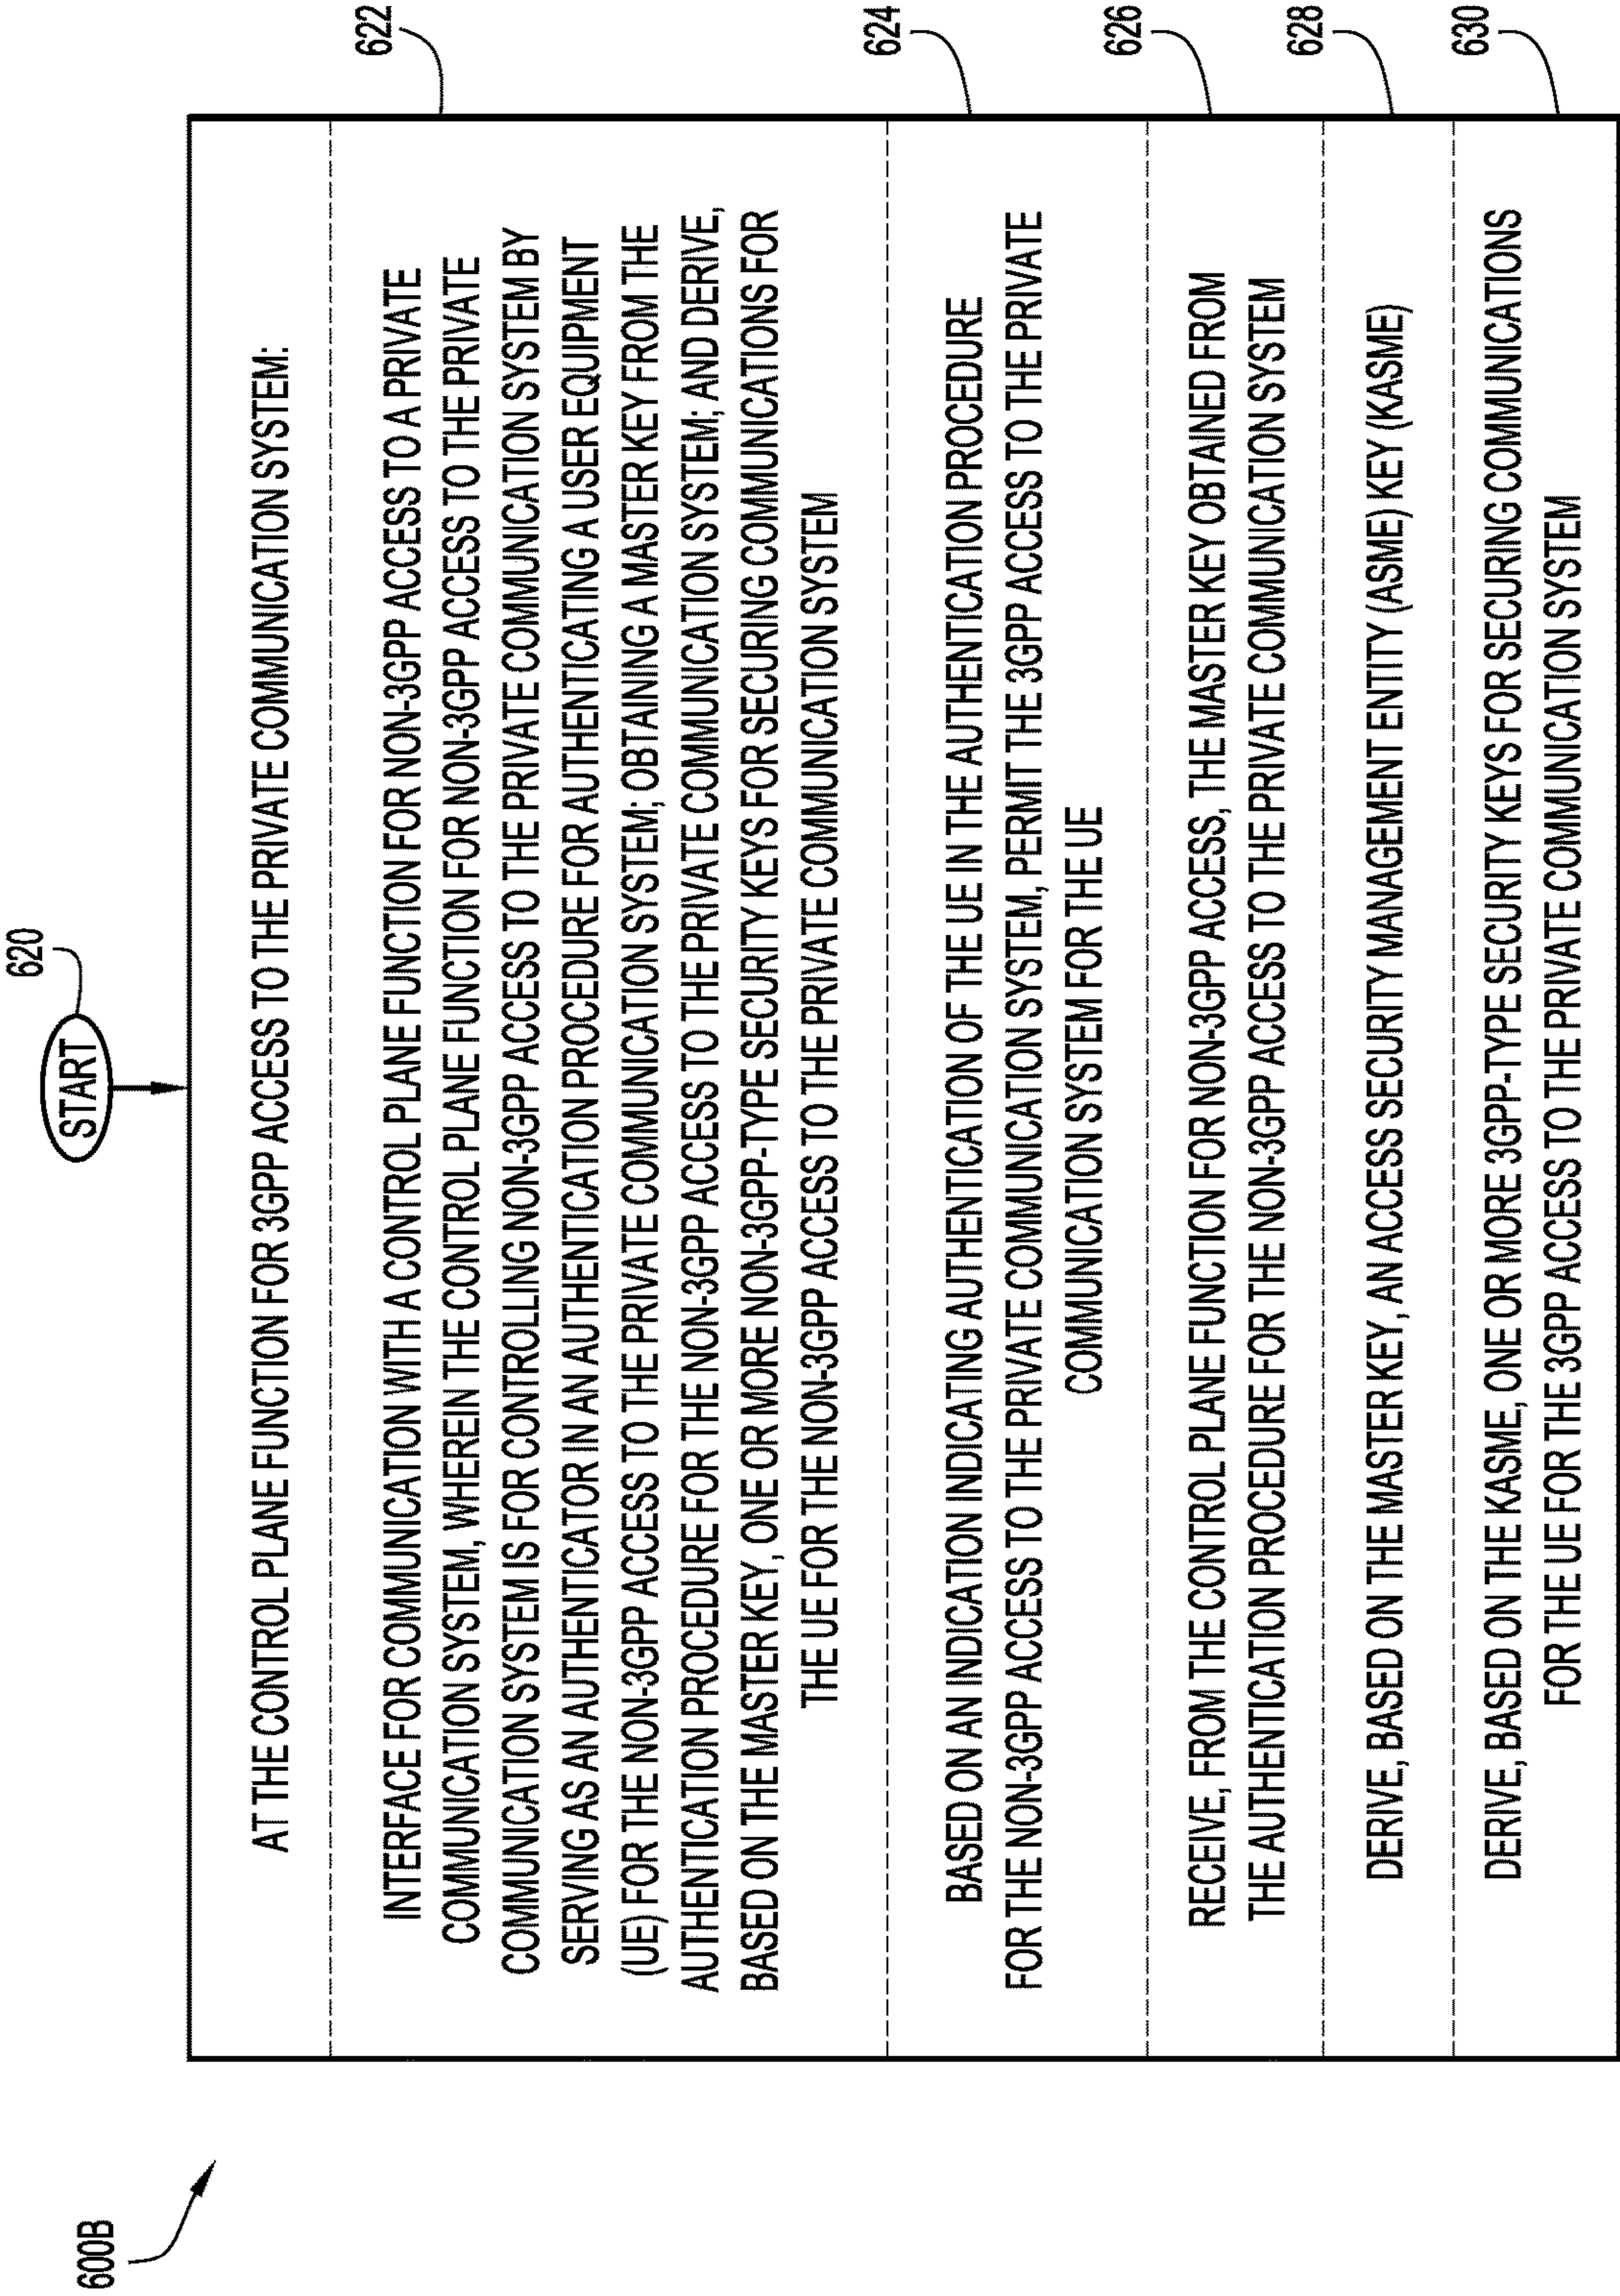 600B
START
620
AT THE CONTROL PLANE FUNCTION FOR 3GPP ACCESS TO THE PRIVATE COMMUNICATION SYSTEM:
622
INTERFACE FOR COMMUNICATION WITH A CONTROL PLANE FUNCTION FOR NON-3GPP ACCESS TO A PRIVATE
COMMUNICATION SYSTEM, WHEREIN THE CONTROL PLANE FUNCTION FOR NON-3GPP ACCESS TO THE PRIVATE
COMMUNICATION SYSTEM IS FOR CONTROLLING NON-3GPP ACCESS TO THE PRIVATE COMMUNICATION SYSTEM BY
SERVING AS AN AUTHENTICATOR IN AN AUTHENTICATION PROCEDURE FOR AUTHENTICATING A USER EQUIPMENT
(UE) FOR THE NON-3GPP ACCESS TO THE PRIVATE COMMUNICATION SYSTEM; OBTAINING A MASTER KEY FROM THE
AUTHENTICATION PROCEDURE FOR THE NON-3GPP ACCESS TO THE PRIVATE COMMUNICATION SYSTEM; AND DERIVE,
BASED ON THE MASTER KEY, ONE OR MORE NON-3GPP-TYPE SECURITY KEYS FOR SECURING COMMUNICATIONS FOR
THE UE FOR THE NON-3GPP ACCESS TO THE PRIVATE COMMUNICATION SYSTEM
624
BASED ON AN INDICATION INDICATING AUTHENTICATION OF THE UE IN THE AUTHENTICATION PROCEDURE
FOR THE NON-3GPP ACCESS TO THE PRIVATE COMMUNICATION SYSTEM, PERMIT THE 3GPP ACCESS TO THE PRIVATE
COMMUNICATION SYSTEM FOR THE UE
626
RECEIVE, FROM THE CONTROL PLANE FUNCTION FOR NON-3GPP ACCESS, THE MASTER KEY OBTAINED FROM
THE AUTHENTICATION PROCEDURE FOR THE NON-3GPP ACCESS TO THE PRIVATE COMMUNICATION SYSTEM
628
DERIVE, BASED ON THE MASTER KEY, AN ACCESS SECURITY MANAGEMENT ENTITY (ASME) KEY (KASME)
630
DERIVE, BASED ON THE KASME, ONE OR MORE 3GPP-TYPE SECURITY KEYS FOR SECURING COMMUNICATIONS
FOR THE UE FOR THE 3GPP ACCESS TO THE PRIVATE COMMUNICATION SYSTEM